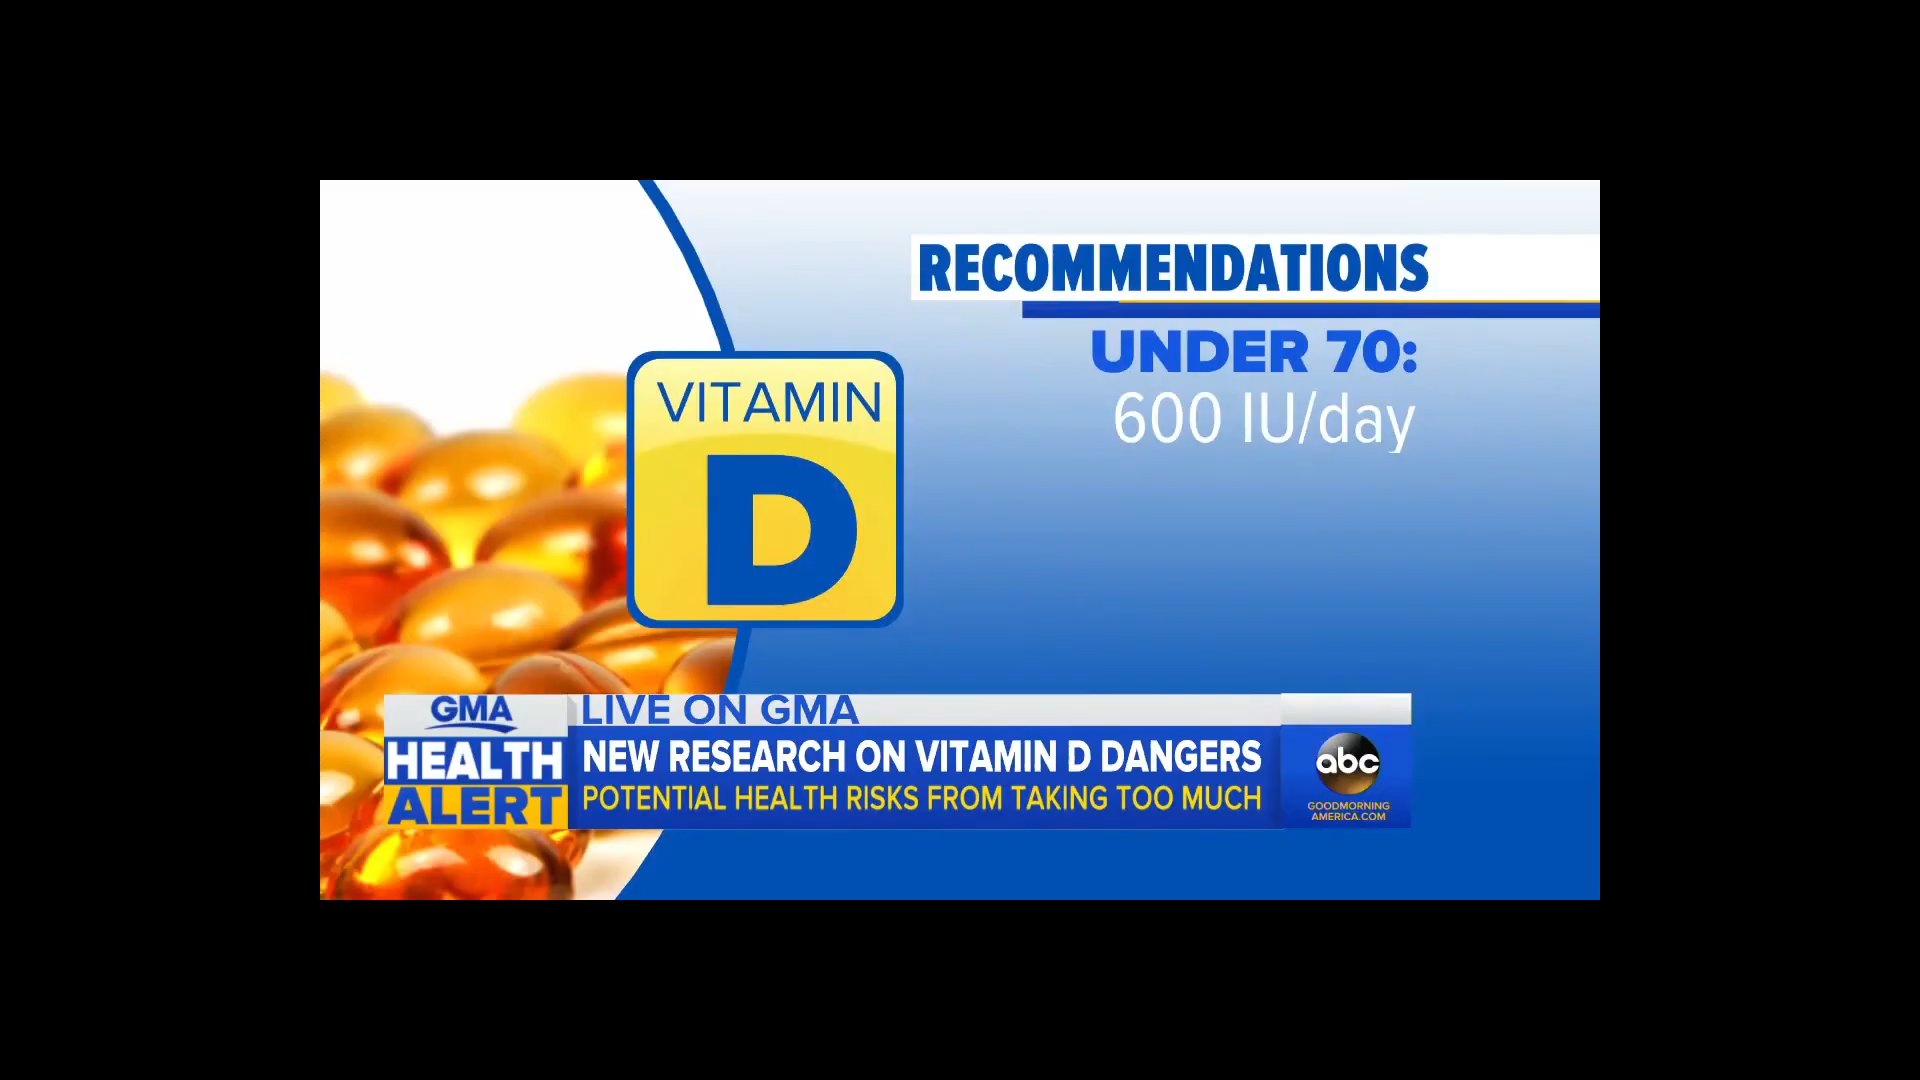 RECOMMENDATIONS
UNDER 70:
600 IU/day
VITAMIN
D
GMA
HEALTH
ALERT
LIVE ON GMA
NEW RESEARCH ON VITAMIN D DANGERS
POTENTIAL HEALTH RISKS FROM TAKING TOO MUCH
abc
GOODMORNING
AMERICA.COM